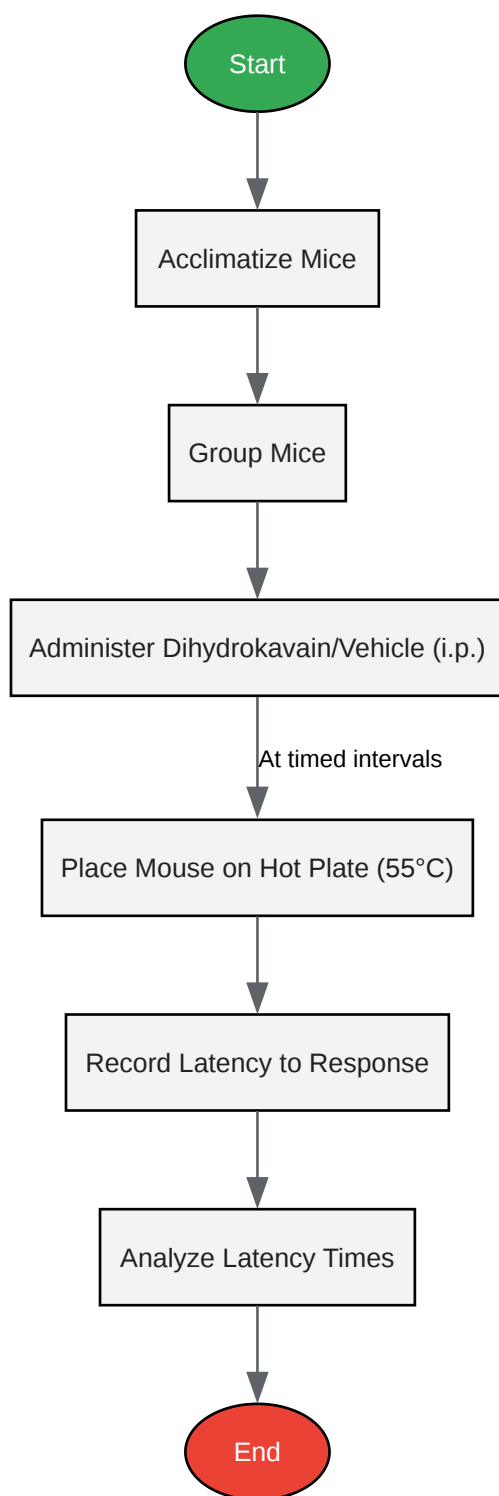 Start
Acclimatize Mice
Group Mice
Administer Dihydrokavain/Vehicle (i.p.)
At timed intervals
Place Mouse on Hot Plate (55°C)
Record Latency to Response
Analyze Latency Times
End